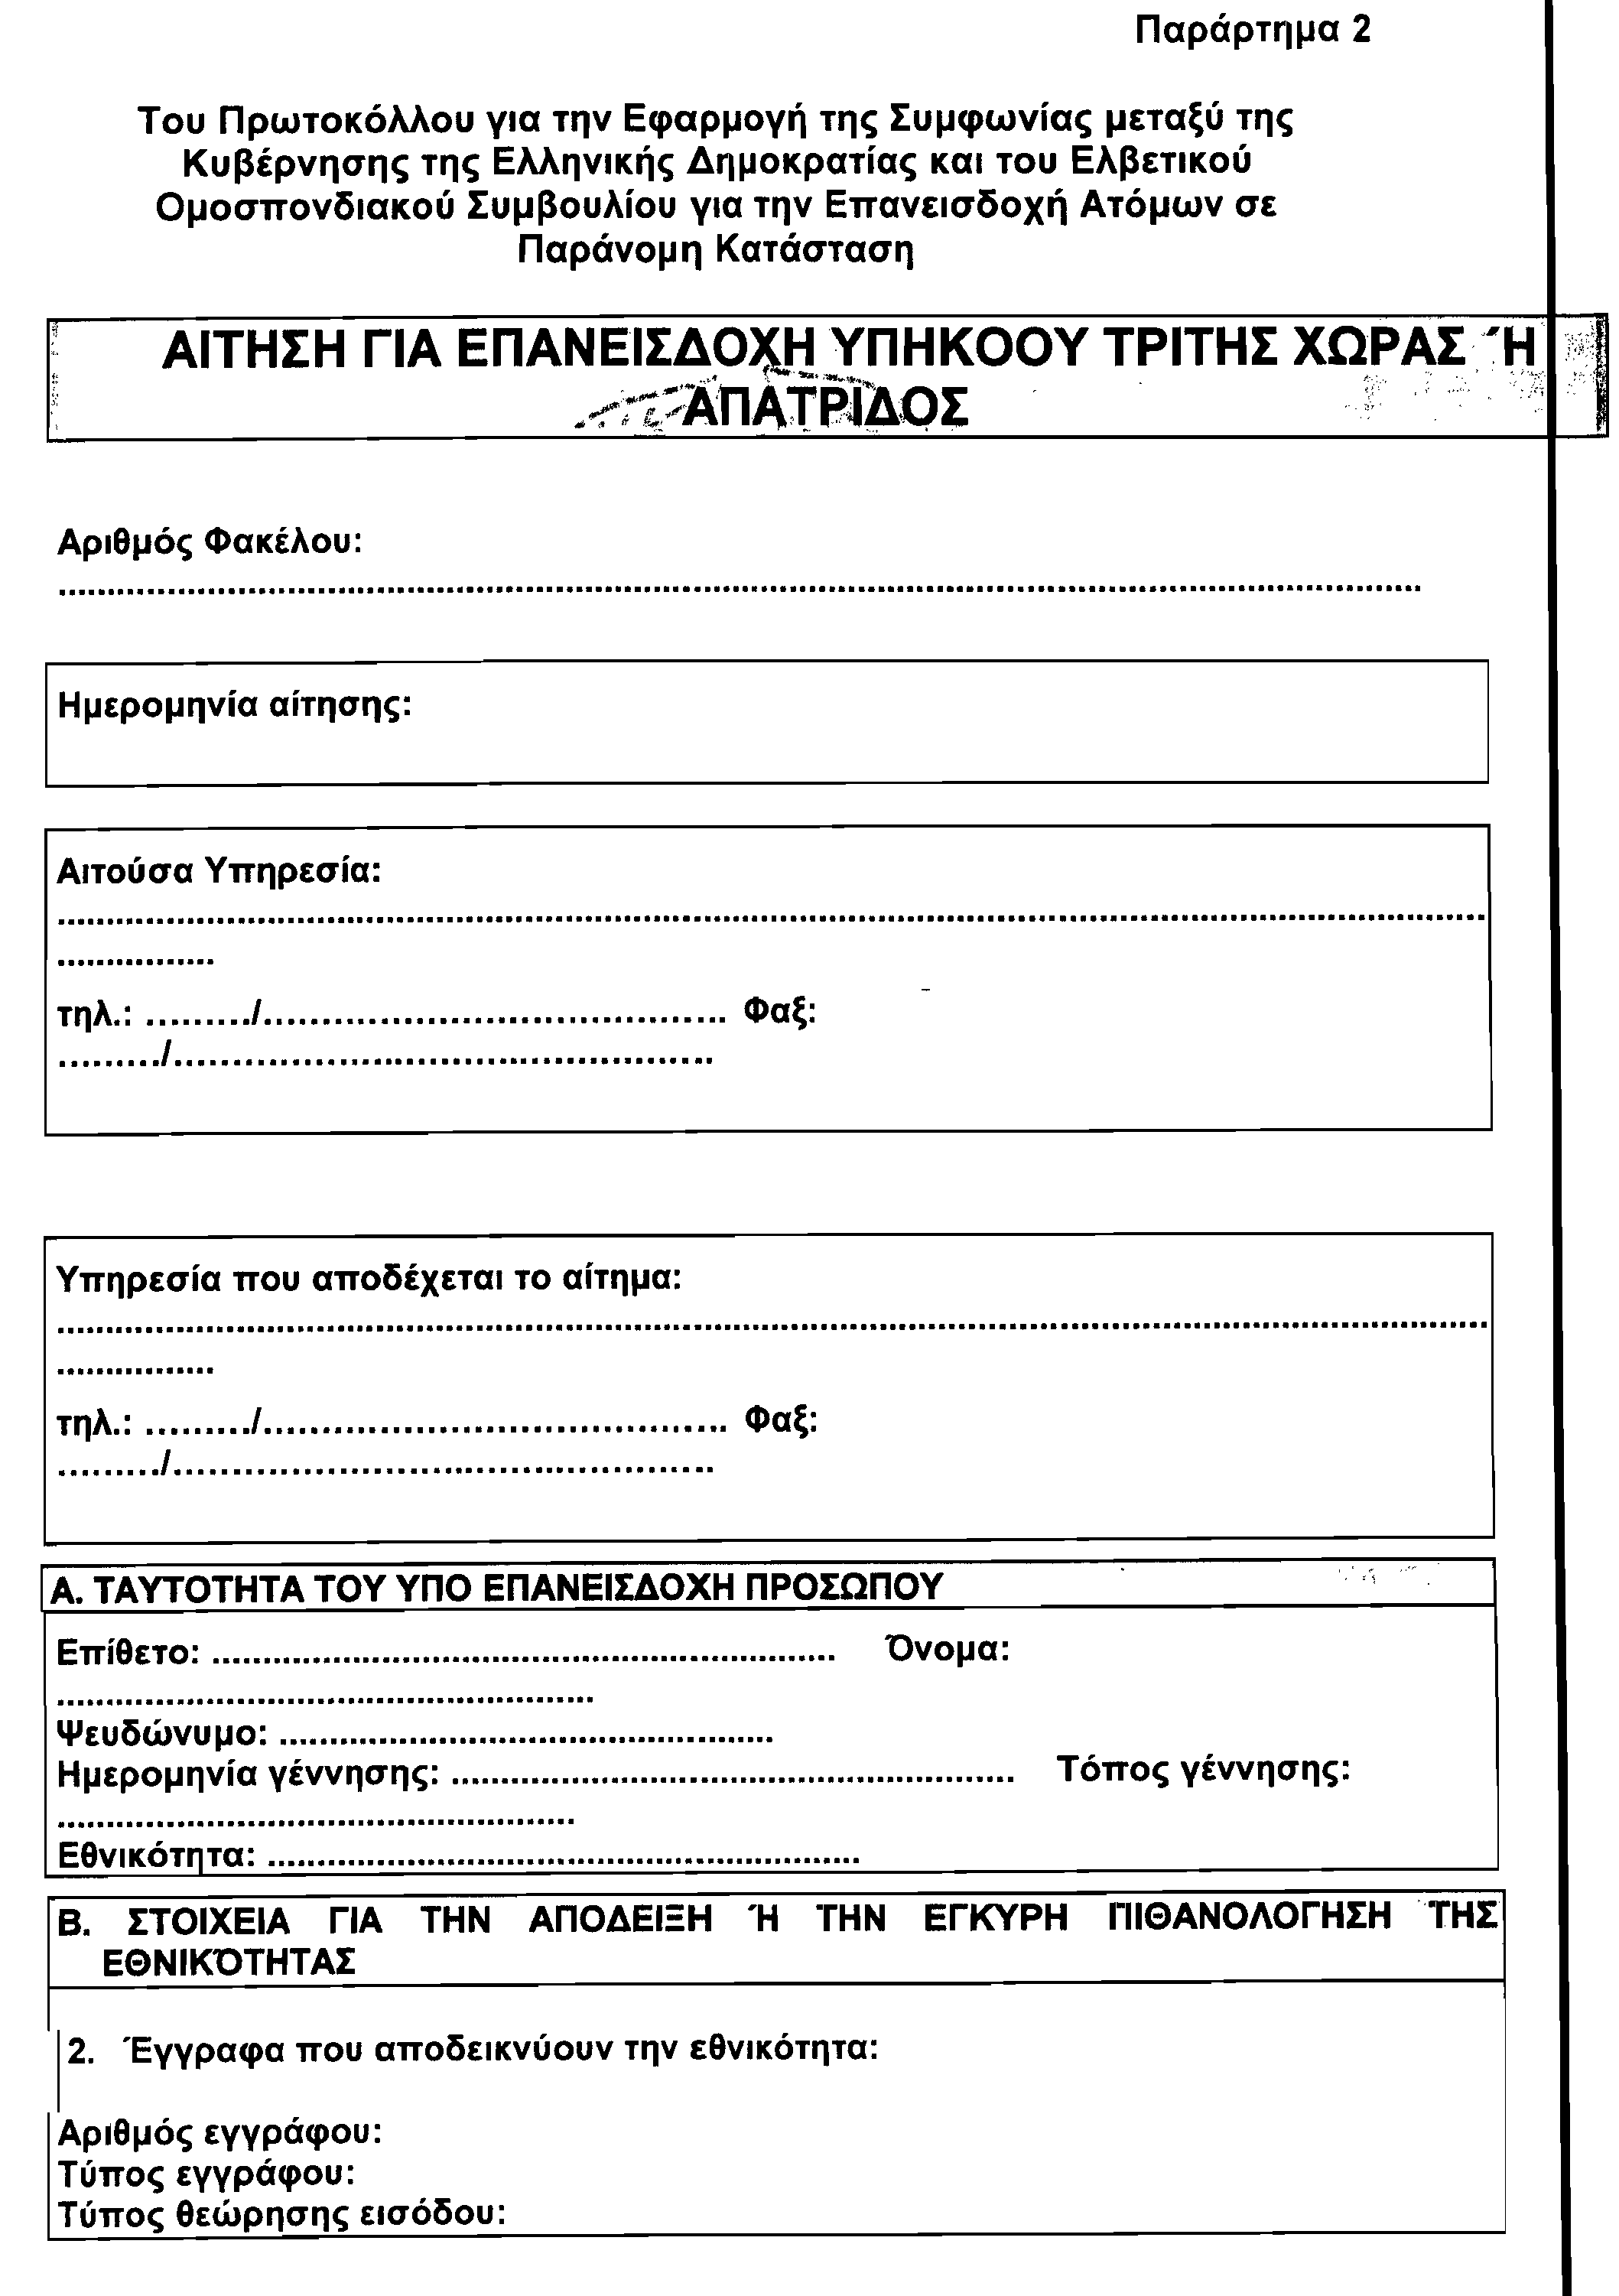 Παράρτημα 2
Του Πρωτοκόλλου για την Εφαρμογή της Συμφωνίας μεταξύ της
Κυβέρνησης της Ελληνικής Δημοκρατίας και του Ελβετικού
Ομοσπονδιακού Συμβουλίου για την Επανεισδοχή Ατόμων σε
Παράνομη Κατάσταση
ΑΙΤΗΣΗ ΓΙΑ ΕΠΑΝΕΙΣΔΟΧΗ ΥΠΗΚΟΟΥ ΤΡΙΤΗΣ ΧΩΡΑΣ Ή
ΑΠΑΤΡΙΔΟΣ
Αριθμός Φακέλου:
................................................................................
Ημερομηνία αίτησης:
Αιτούσα Υπηρεσία:
................................................................................
................
τηλ.: ........./....................................... Φαξ:
........./..............................................
Υπηρεσία που αποδέχεται το αίτημα:
................................................................................
................
τηλ.: ........./....................................... Φαξ:
........./..............................................
Α. ΤΑΥΤΟΤΗΤΑ ΤΟΥ ΥΠΟ ΕΠΑΝΕΙΣΔΟΧΗ ΠΡΟΣΩΠΟΥ
Επίθετο: ............................................................ Όνομα:
......................................................
Ψευδώνυμο: ..................................................
Ημερομηνία γέννησης: ........................................................ Τόπος γέννησης:
....................................................
Εθνικότητα: ............................................................
Β. ΣΤΟΙΧΕΙΑ ΓΙΑ ΤΗΝ ΑΠΟΔΕΙΞΗ Ή ΤΗΝ ΕΓΚΥΡΗ ΠΙΘΑΝΟΛΟΓΗΣΗ ΤΗΣ
ΕΘΝΙΚΌΤΗΤΑΣ
2. Έγγραφα που αποδεικνύουν την εθνικότητα:
Αριθμός εγγράφου:
Τύπος εγγράφου:
Τύπος θεώρησης εισόδου: